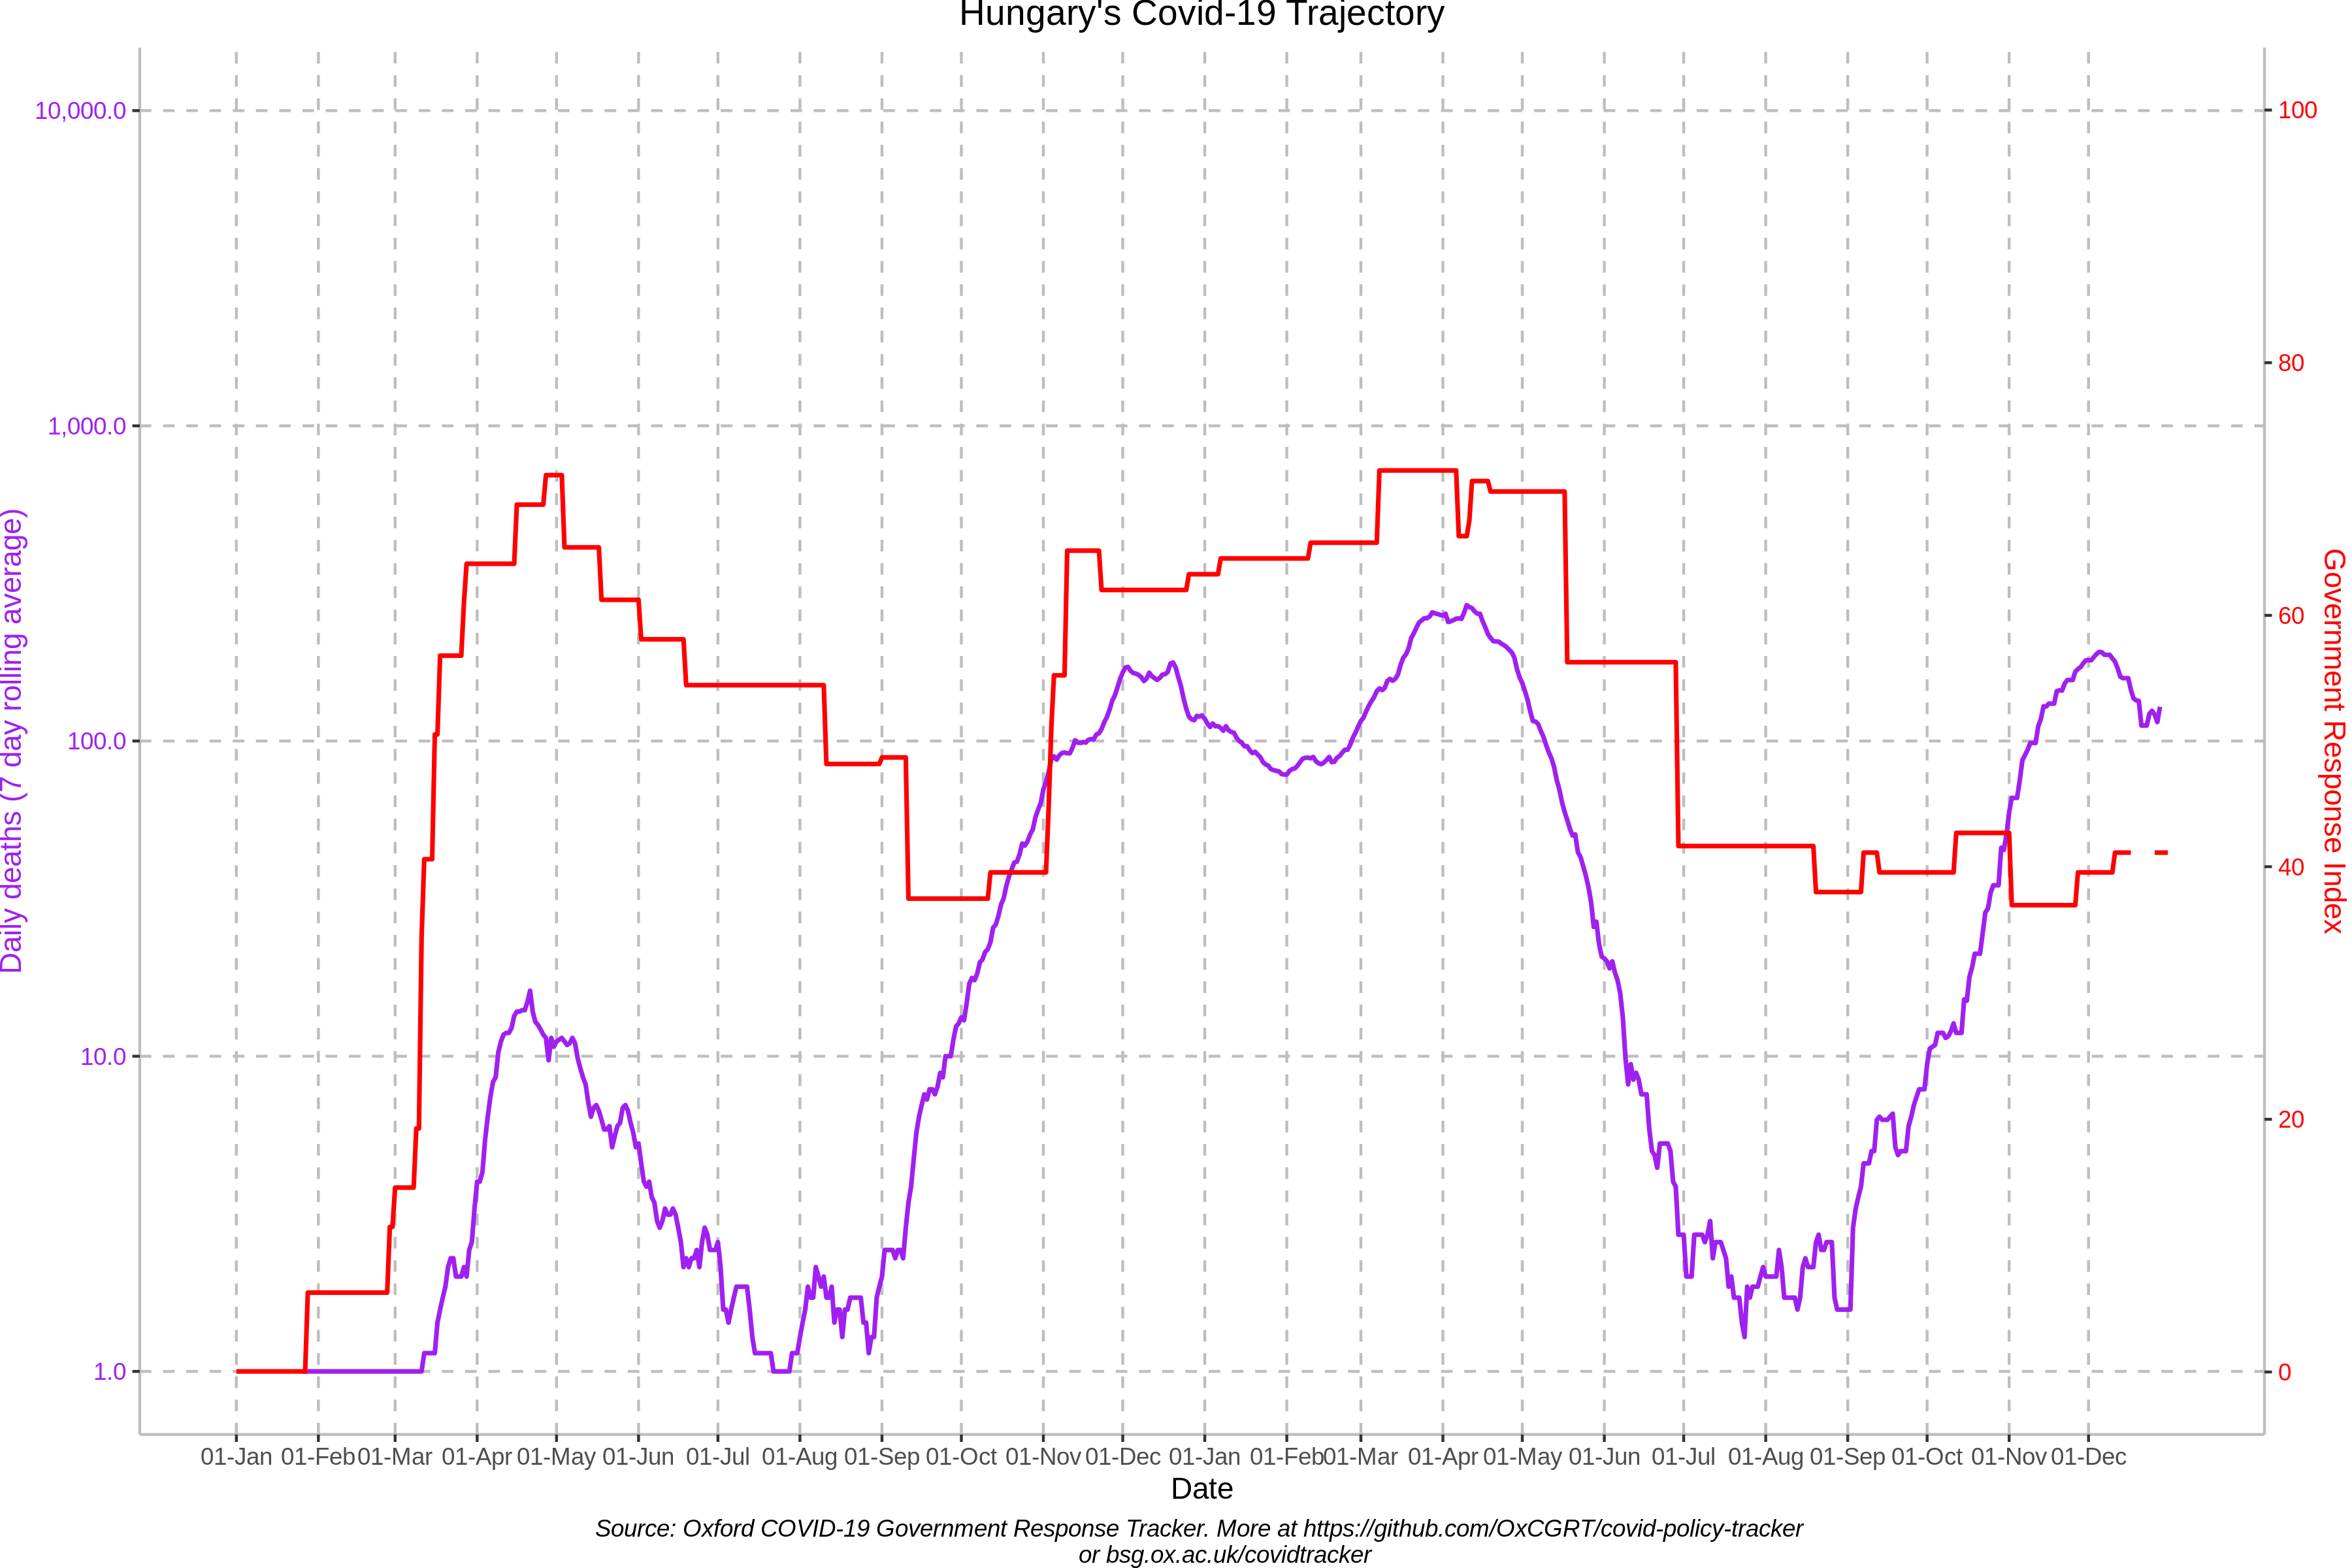 Hungary's Covid-19 Trajectory
10,000.0
1,000.0
100.0
10.0
1.0
Daily deaths (7 day rolling average)
100
80
60
40
20
0
Government Response Index
01-Jan 01-Feb 01-Mar 01-Apr 01-May 01-Jun 01-Jul 01-Aug 01-Sep 01-Oct 01-Nov 01-Dec 01-Jan 01-Feb 01-Mar 01-Apr 01-May 01-Jun 01-Jul 01-Aug 01-Sep 01-Oct 01-Nov 01-Dec
Date
Source: Oxford COVID-19 Government Response Tracker. More at https://github.com/OxCGRT/covid-policy-tracker
or bsg.ox.ac.uk/covidtracker